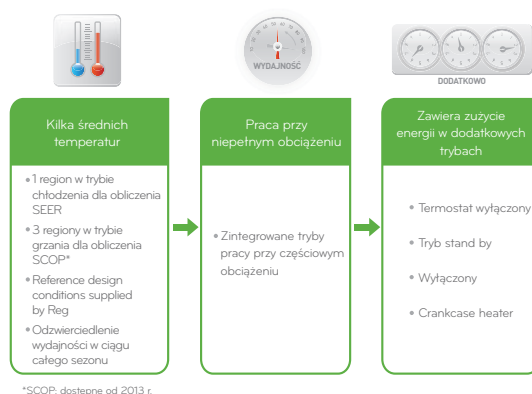 WYDAJNOŚĆ
DODATKOWO
Kilka średnich
temperatur
• 1 region w trybie
chłodzenia dla obliczenia
SEER
• 3 regiony w trybie
grzania dla obliczenia
SCOP*
• Reference design
conditions supplied
by Reg
• Odzwierciedlenie
wydajności w ciągu
całego sezonu
Praca przy
niepełnym obciążeniu
• Zintegrowane tryby
pracy przy częściowym
obciążeniu
Zawiera zużycie
energii w dodatkowych
trybach
• Termostat wyłączony
• Tryb stand by
• Wyłączony
• Crankcase heater
*SCOP: dostępne od 2013 r.